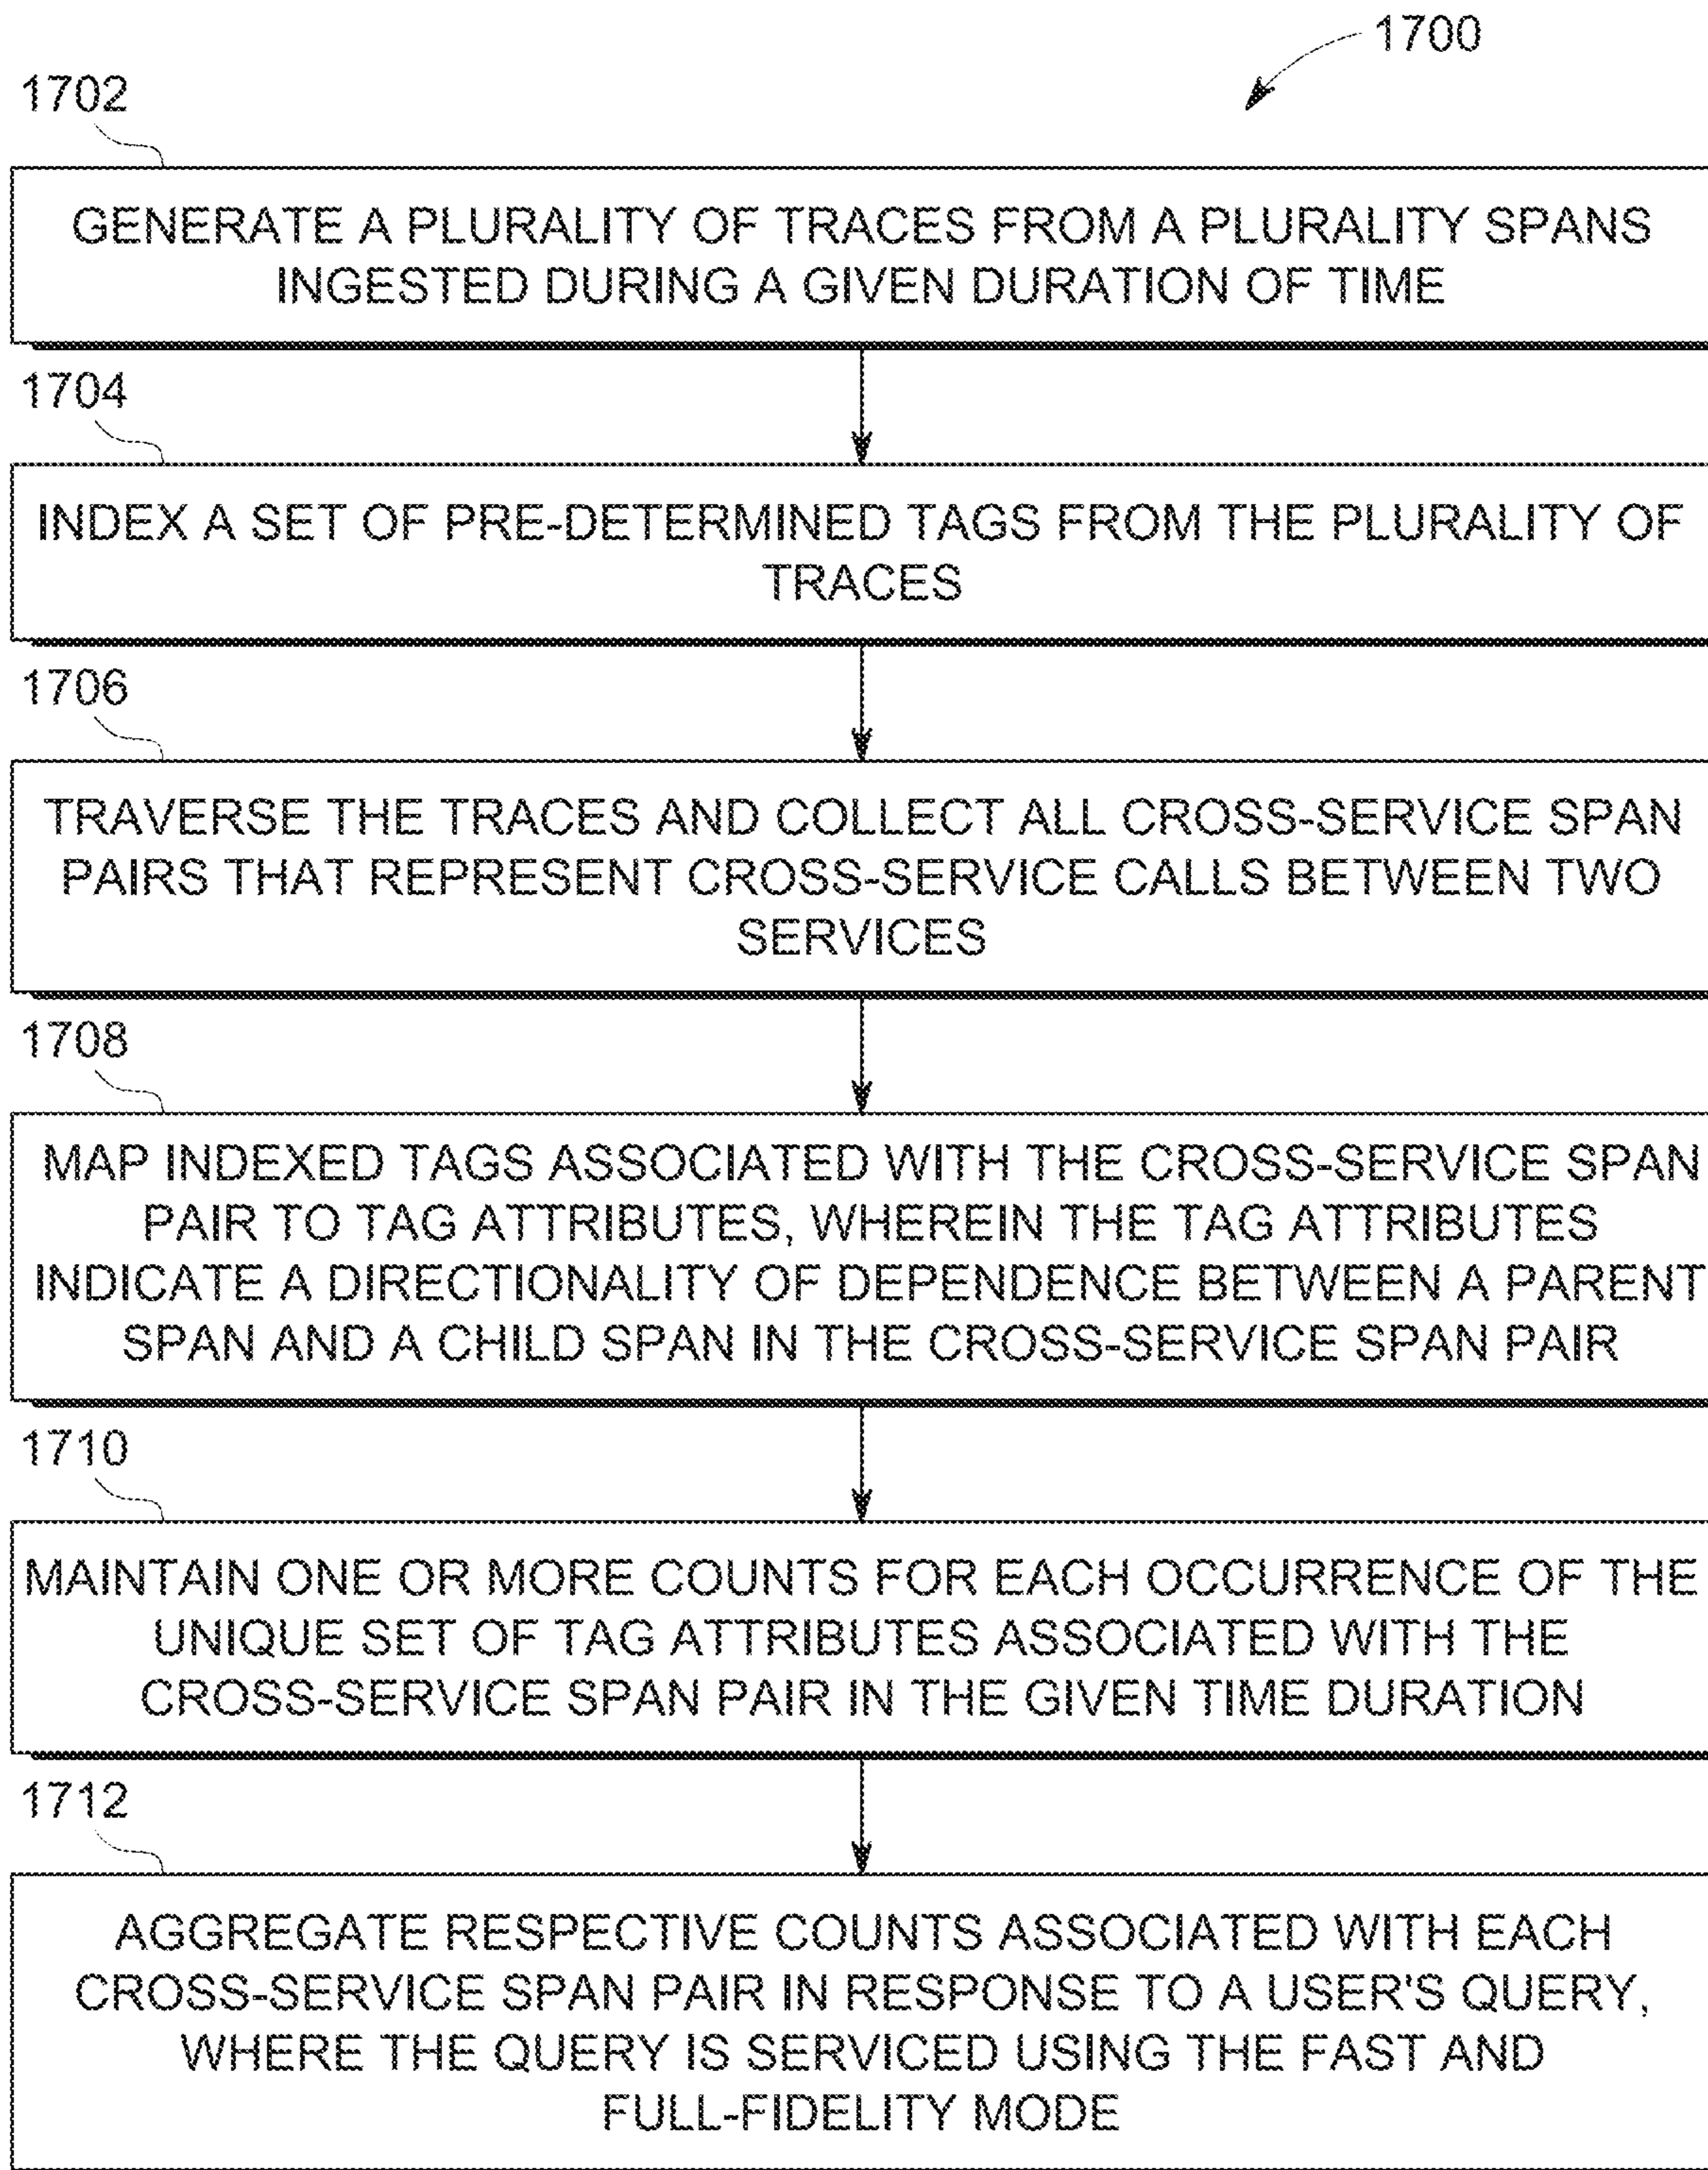 1700
1702
GENERATE A PLURALITY OF TRACES FROM A PLURALITY SPANS
INGESTED DURING A GIVEN DURATION OF TIME
1704
INDEX A SET OF PRE-DETERMINED TAGS FROM THE PLURALITY OF
TRACES
1706
TRAVERSE THE TRACES AND COLLECT ALL CROSS-SERVICE SPAN
PAIRS THAT REPRESENT CROSS-SERVICE CALLS BETWEEN TWO
SERVICES
1708
MAP INDEXED TAGS ASSOCIATED WITH THE CROSS-SERVICE SPAN
PAIR TO TAG ATTRIBUTES, WHEREIN THE TAG ATTRIBUTES
INDICATE A DIRECTIONALITY OF DEPENDENCE BETWEEN A PARENT
SPAN AND A CHILD SPAN IN THE CROSS-SERVICE SPAN PAIR
1710
MAINTAIN ONE OR MORE COUNTS FOR EACH OCCURRENCE OF THE
UNIQUE SET OF TAG ATTRIBUTES ASSOCIATED WITH THE
CROSS-SERVICE SPAN PAIR IN THE GIVEN TIME DURATION
1712
AGGREGATE RESPECTIVE COUNTS ASSOCIATED WITH EACH
CROSS-SERVICE SPAN PAIR IN RESPONSE TO A USER'S QUERY,
WHERE THE QUERY IS SERVICED USING THE FAST AND
FULL-FIDELITY MODE